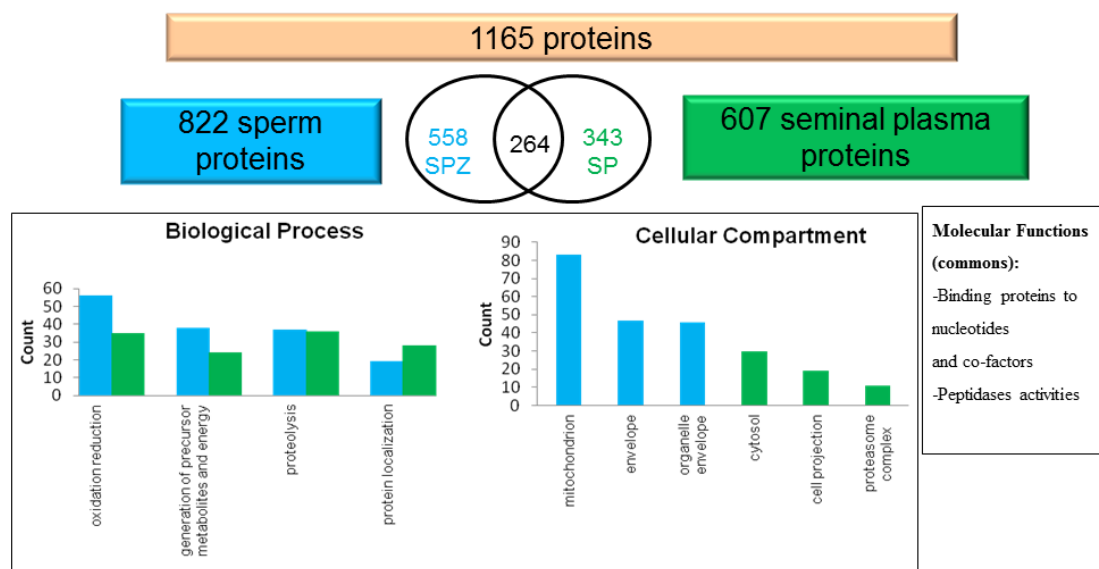 1165 proteins
822 sperm
proteins
558
SPZ
264
343
SP
607 seminal plasma
proteins
Biological Process
Count
60
50
40
30
20
10
0
oxidation reduction
generation of precursor
metabolites and energy
proteolysis
protein localization
Cellular Compartment
Count
90
80
70
60
50
40
30
20
10
0
mitochondrion
envelope
organelle
envelope
cytosol
cell projection
proteasome
complex
Molecular Functions
(commons):
-Binding proteins to
nucleotides
and co-factors
-Peptidases activities